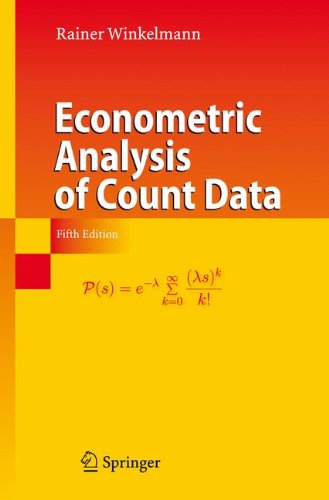 Rainer Winkelmann
Econometric
Analysis
of Count Data
Fifth Edition
P(s) = e^{-λ} ∑_{k=0}^{∞} (λs)^k / k!
Springer